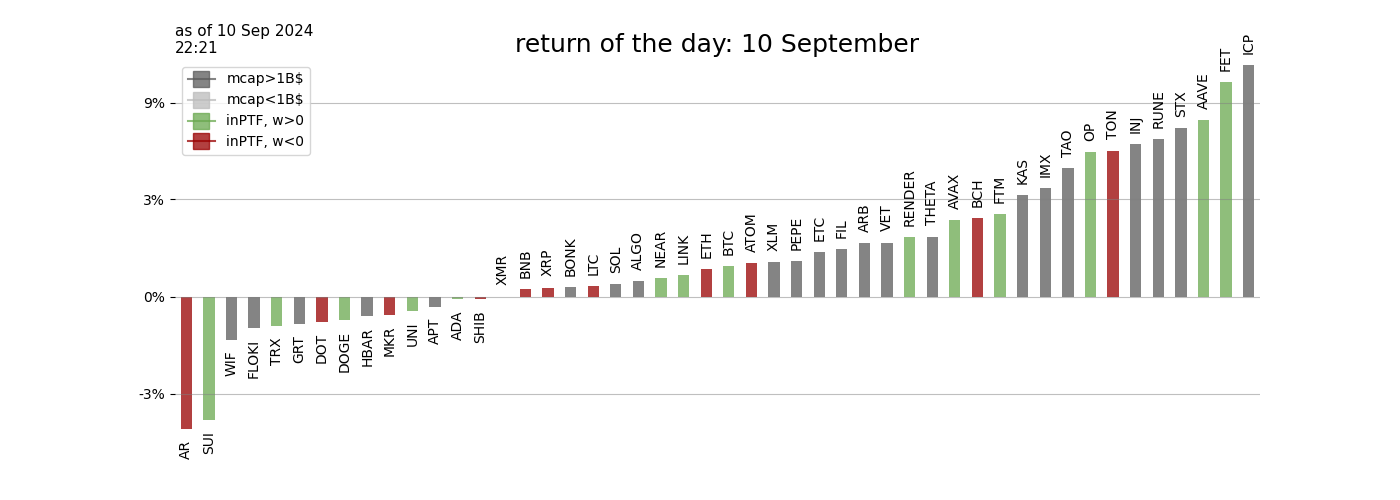 as of 10 Sep 2024
22:21
return of the day: 10 September
mcap>1B$
mcap<1B$
inPTF, w>0
inPTF, w<0
9%
3%
0%
-3%
AR
SUI
WIF
FLOKI
TRX
GRT
DOT
DOGE
HBAR
MKR
UNI
APT
ADA
SHIB
XMR
BNB
XRP
BONK
LTC
SOL
ALGO
NEAR
LINK
ETH
BTC
ATOM
XLM
PEPE
ETC
FIL
ARB
VET
RENDER
THETA
AVAX
BCH
FTM
KAS
IMX
TAO
OP
TON
INJ
RUNE
STX
AAVE
FET
ICP